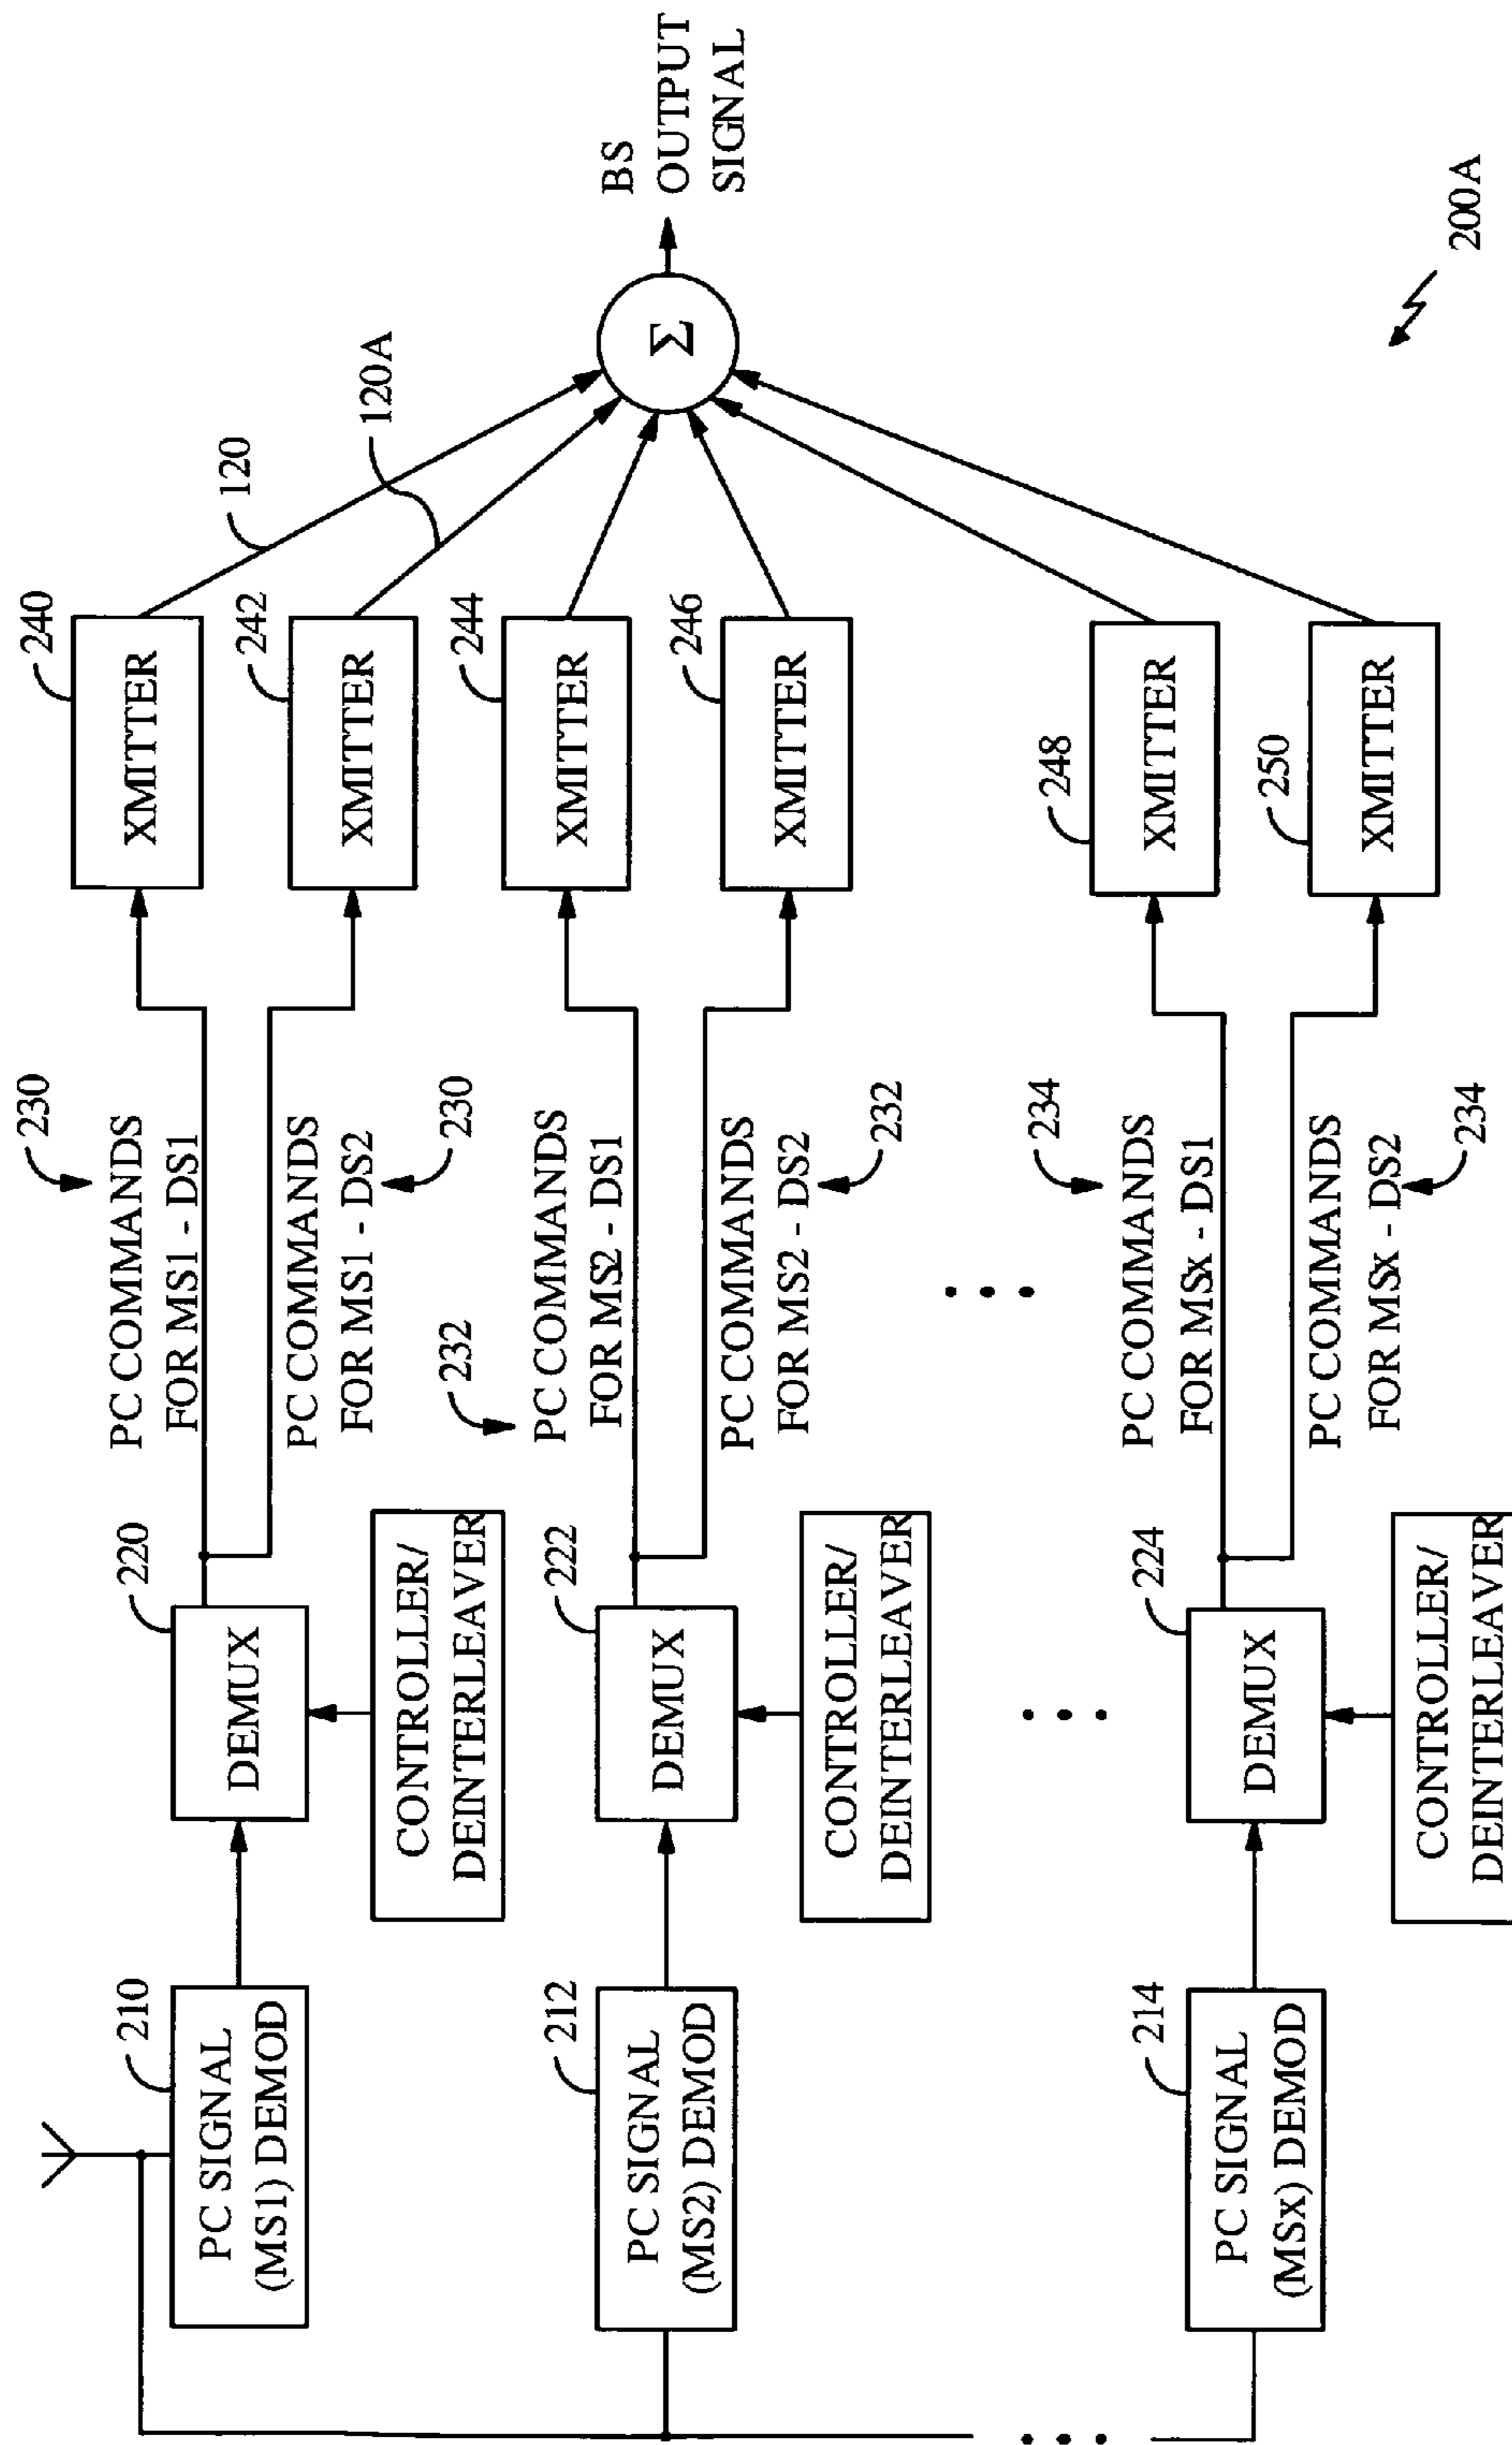 210
PC SIGNAL
(MS1) DEMOD
220
DEMUX
CONTROLLER/
DEINTERLEAVER
230
PC COMMANDS
FOR MS1 - DS1
PC COMMANDS
FOR MS1 - DS2
230
240
XMITTER
242
XMITTER
120
120A
212
PC SIGNAL
(MS2) DEMOD
222
DEMUX
CONTROLLER/
DEINTERLEAVER
232
PC COMMANDS
FOR MS2 - DS1
PC COMMANDS
FOR MS2 - DS2
232
244
XMITTER
246
XMITTER
Σ
BS
OUTPUT
SIGNAL
214
PC SIGNAL
(MSx) DEMOD
224
DEMUX
CONTROLLER/
DEINTERLEAVER
234
PC COMMANDS
FOR MSx - DS1
PC COMMANDS
FOR MSx - DS2
234
248
XMITTER
250
XMITTER
200A